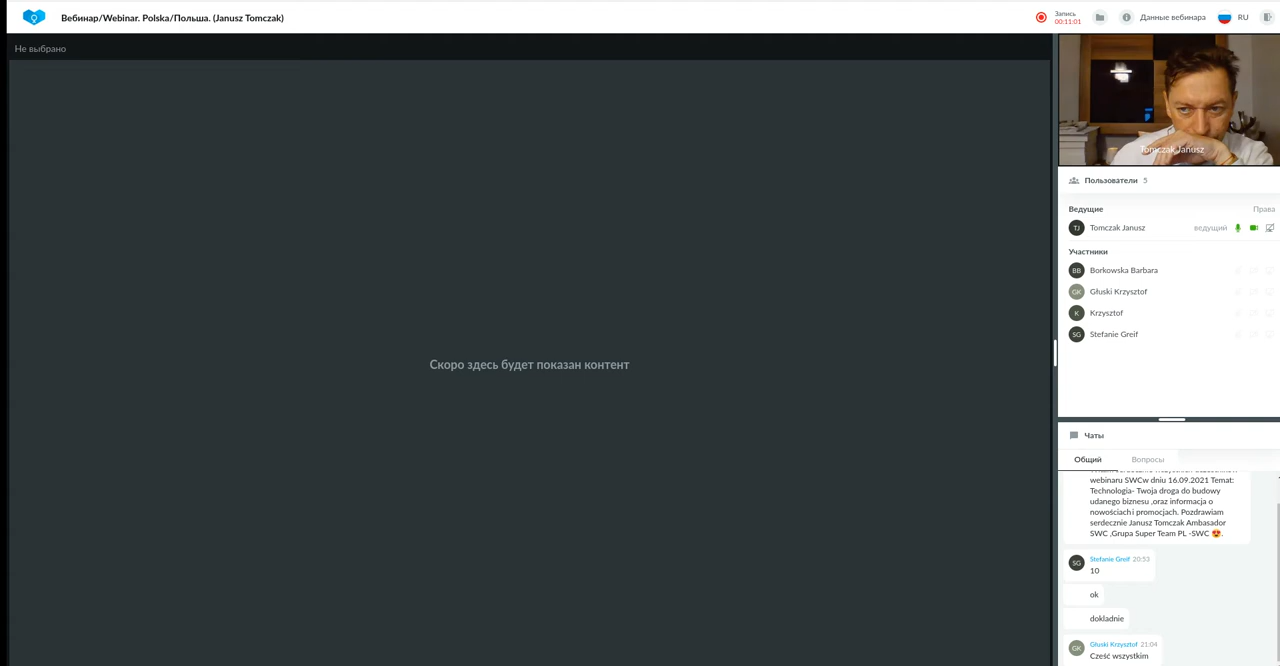 Вебинар/Webinar. Polska/Польша. (Janusz Tomczak)
Запись
00:11:01
Данные вебинара
RU
Не выбрано
Скоро здесь будет показан контент
Tomczak Janusz
Пользователи 5
Ведущие Права
TJ Tomczak Janusz ведущий
Участники
BB Borkowska Barbara
GK Głuski Krzysztof
K Krzysztof
SG Stefanie Greif
Чаты
Общий Вопросы
webinaru SWCw dniu 16.09.2021 Temat:
Technologia- Twoja droga do budowy
udanego biznesu ,oraz informacja o
nowościach i promocjach. Pozdrawiam
serdecznie Janusz Tomczak Ambasador
SWC ,Grupa Super Team PL -SWC 😍.
SG Stefanie Greif 20:53
10
ok
dokladnie
GK Głuski Krzysztof 21:04
Cześć wszystkim